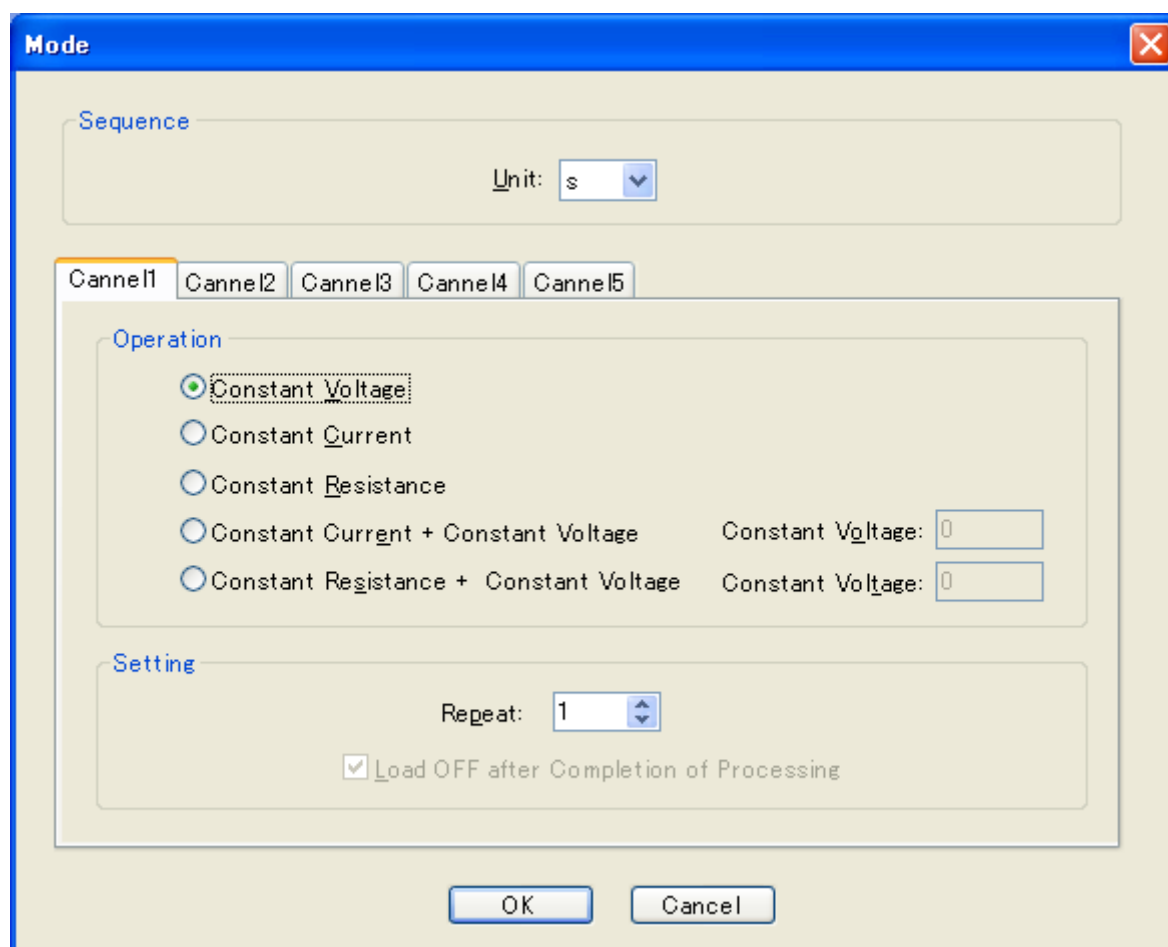 Mode
Sequence
Unit: s
Cannel1 Cannel2 Cannel3 Cannel4 Cannel5
Operation
Constant Voltage
Constant Current
Constant Resistance
Constant Current + Constant Voltage Constant Voltage: 0
Constant Resistance + Constant Voltage Constant Voltage: 0
Setting
Repeat: 1
Load OFF after Completion of Processing
OK Cancel